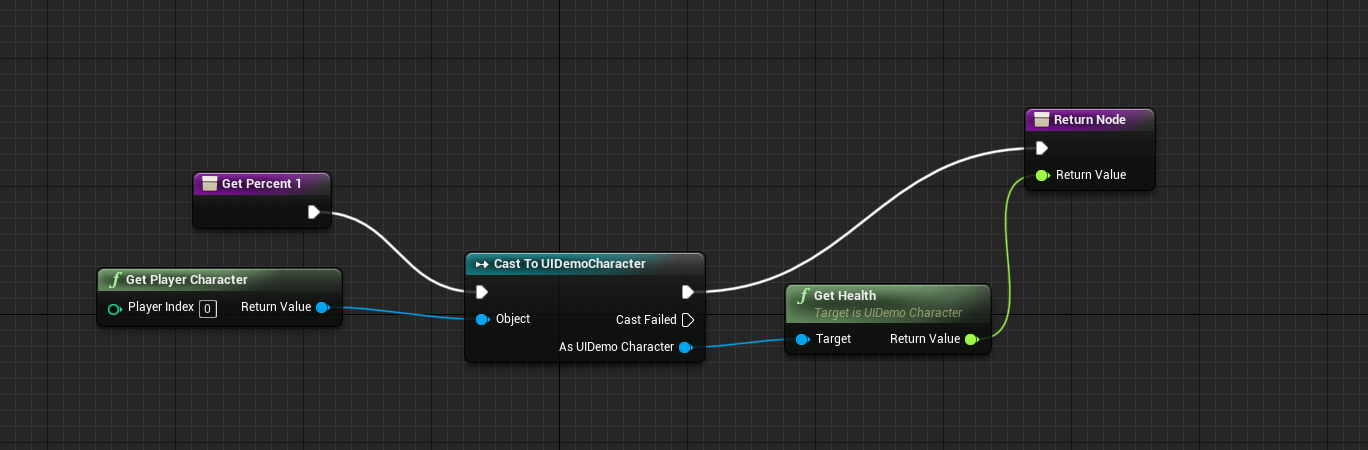 Return Node
Return Value
Get Percent 1
Get Player Character
Player Index 0 Return Value
Cast To UIDemoCharacter
Object Cast Failed
As UIDemo Character
f Get Health
Target is UIDemo Character
Target Return Value